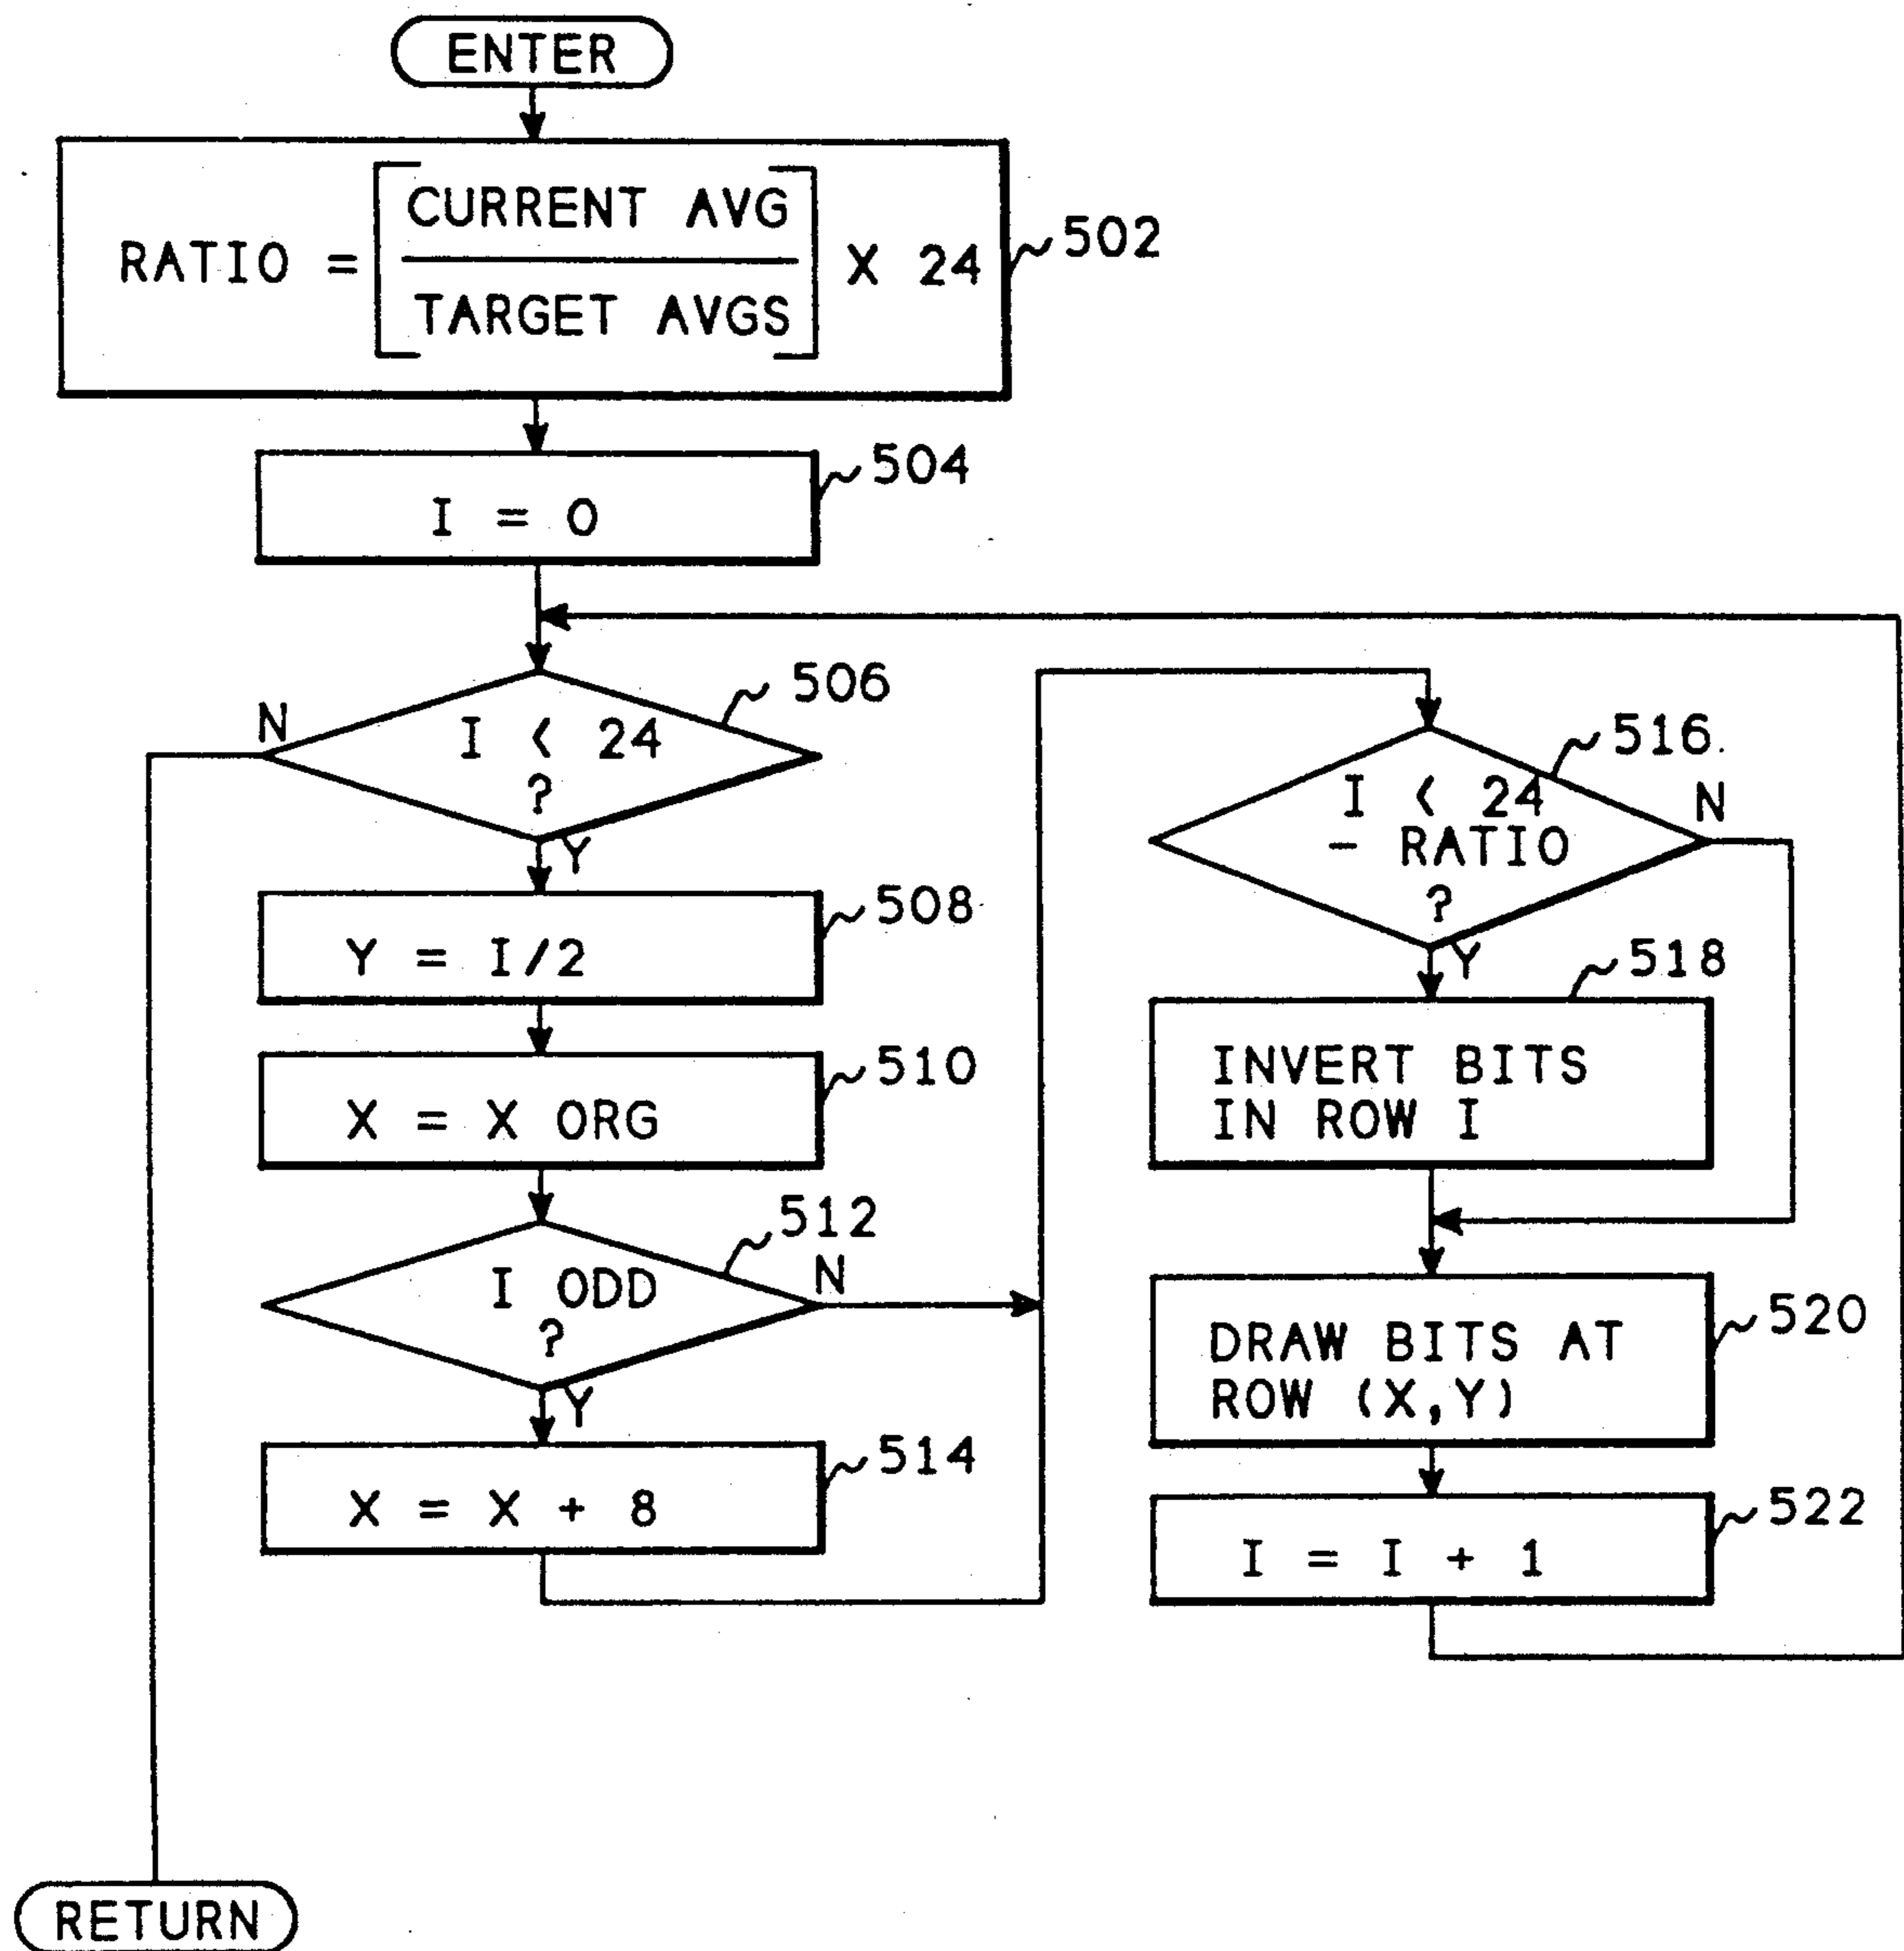 ENTER
RATIO = [CURRENT AVG
TARGET AVGS] X 24
502
I = 0
504
I < 24
?
506
N
Y
Y = I/2
508
X = X ORG
510
I ODD
?
512
N
Y
X = X + 8
514
I < 24
- RATIO
?
516
N
Y
INVERT BITS
IN ROW I
518
DRAW BITS AT
ROW (X,Y)
520
I = I + 1
522
RETURN